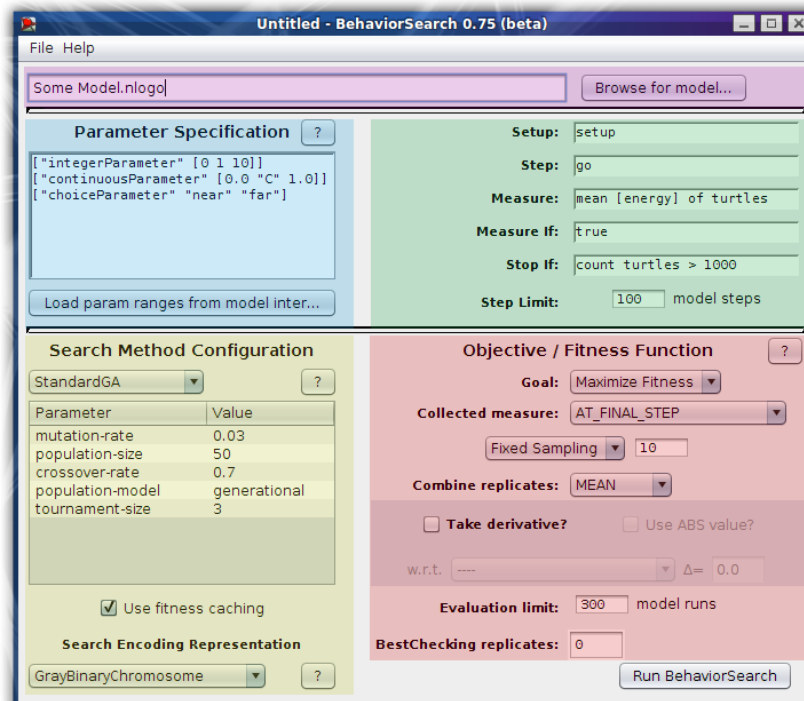 Untitled - BehaviorSearch 0.75 (beta)
File Help
Some Model.nlogo
Browse for model...
Parameter Specification ?
["integerParameter" [0 1 10]]
["continuousParameter" [0.0 "C" 1.0]]
["choiceParameter" "near" "far"]
Load param ranges from model inter...
Setup: setup
Step: go
Measure: mean [energy] of turtles
Measure If: true
Stop If: count turtles > 1000
Step Limit: 100 model steps
Search Method Configuration
StandardGA ?
Parameter Value
mutation-rate 0.03
population-size 50
crossover-rate 0.7
population-model generational
tournament-size 3
Use fitness caching
Search Encoding Representation
GrayBinaryChromosome ?
Objective / Fitness Function ?
Goal: Maximize Fitness
Collected measure: AT_FINAL_STEP
Fixed Sampling 10
Combine replicates: MEAN
Take derivative? Use ABS value?
w.r.t. ---- Δ= 0.0
Evaluation limit: 300 model runs
BestChecking replicates: 0
Run BehaviorSearch